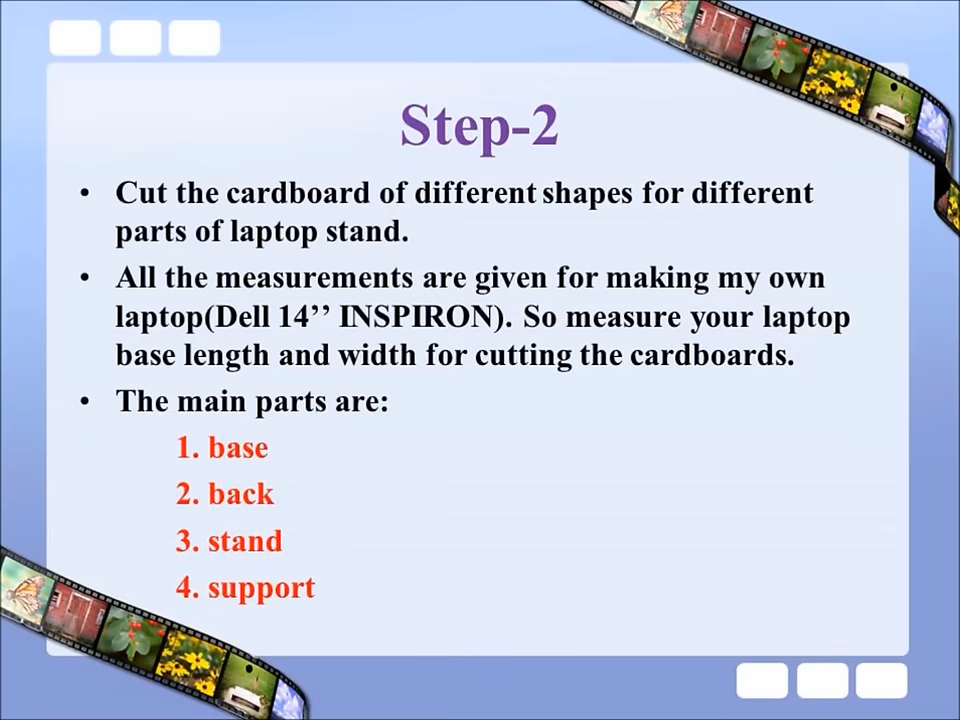 Step-2
• Cut the cardboard of different shapes for different
parts of laptop stand.
• All the measurements are given for making my own
laptop(Dell 14’’ INSPIRON). So measure your laptop
base length and width for cutting the cardboards.
• The main parts are:
1. base
2. back
3. stand
4. support